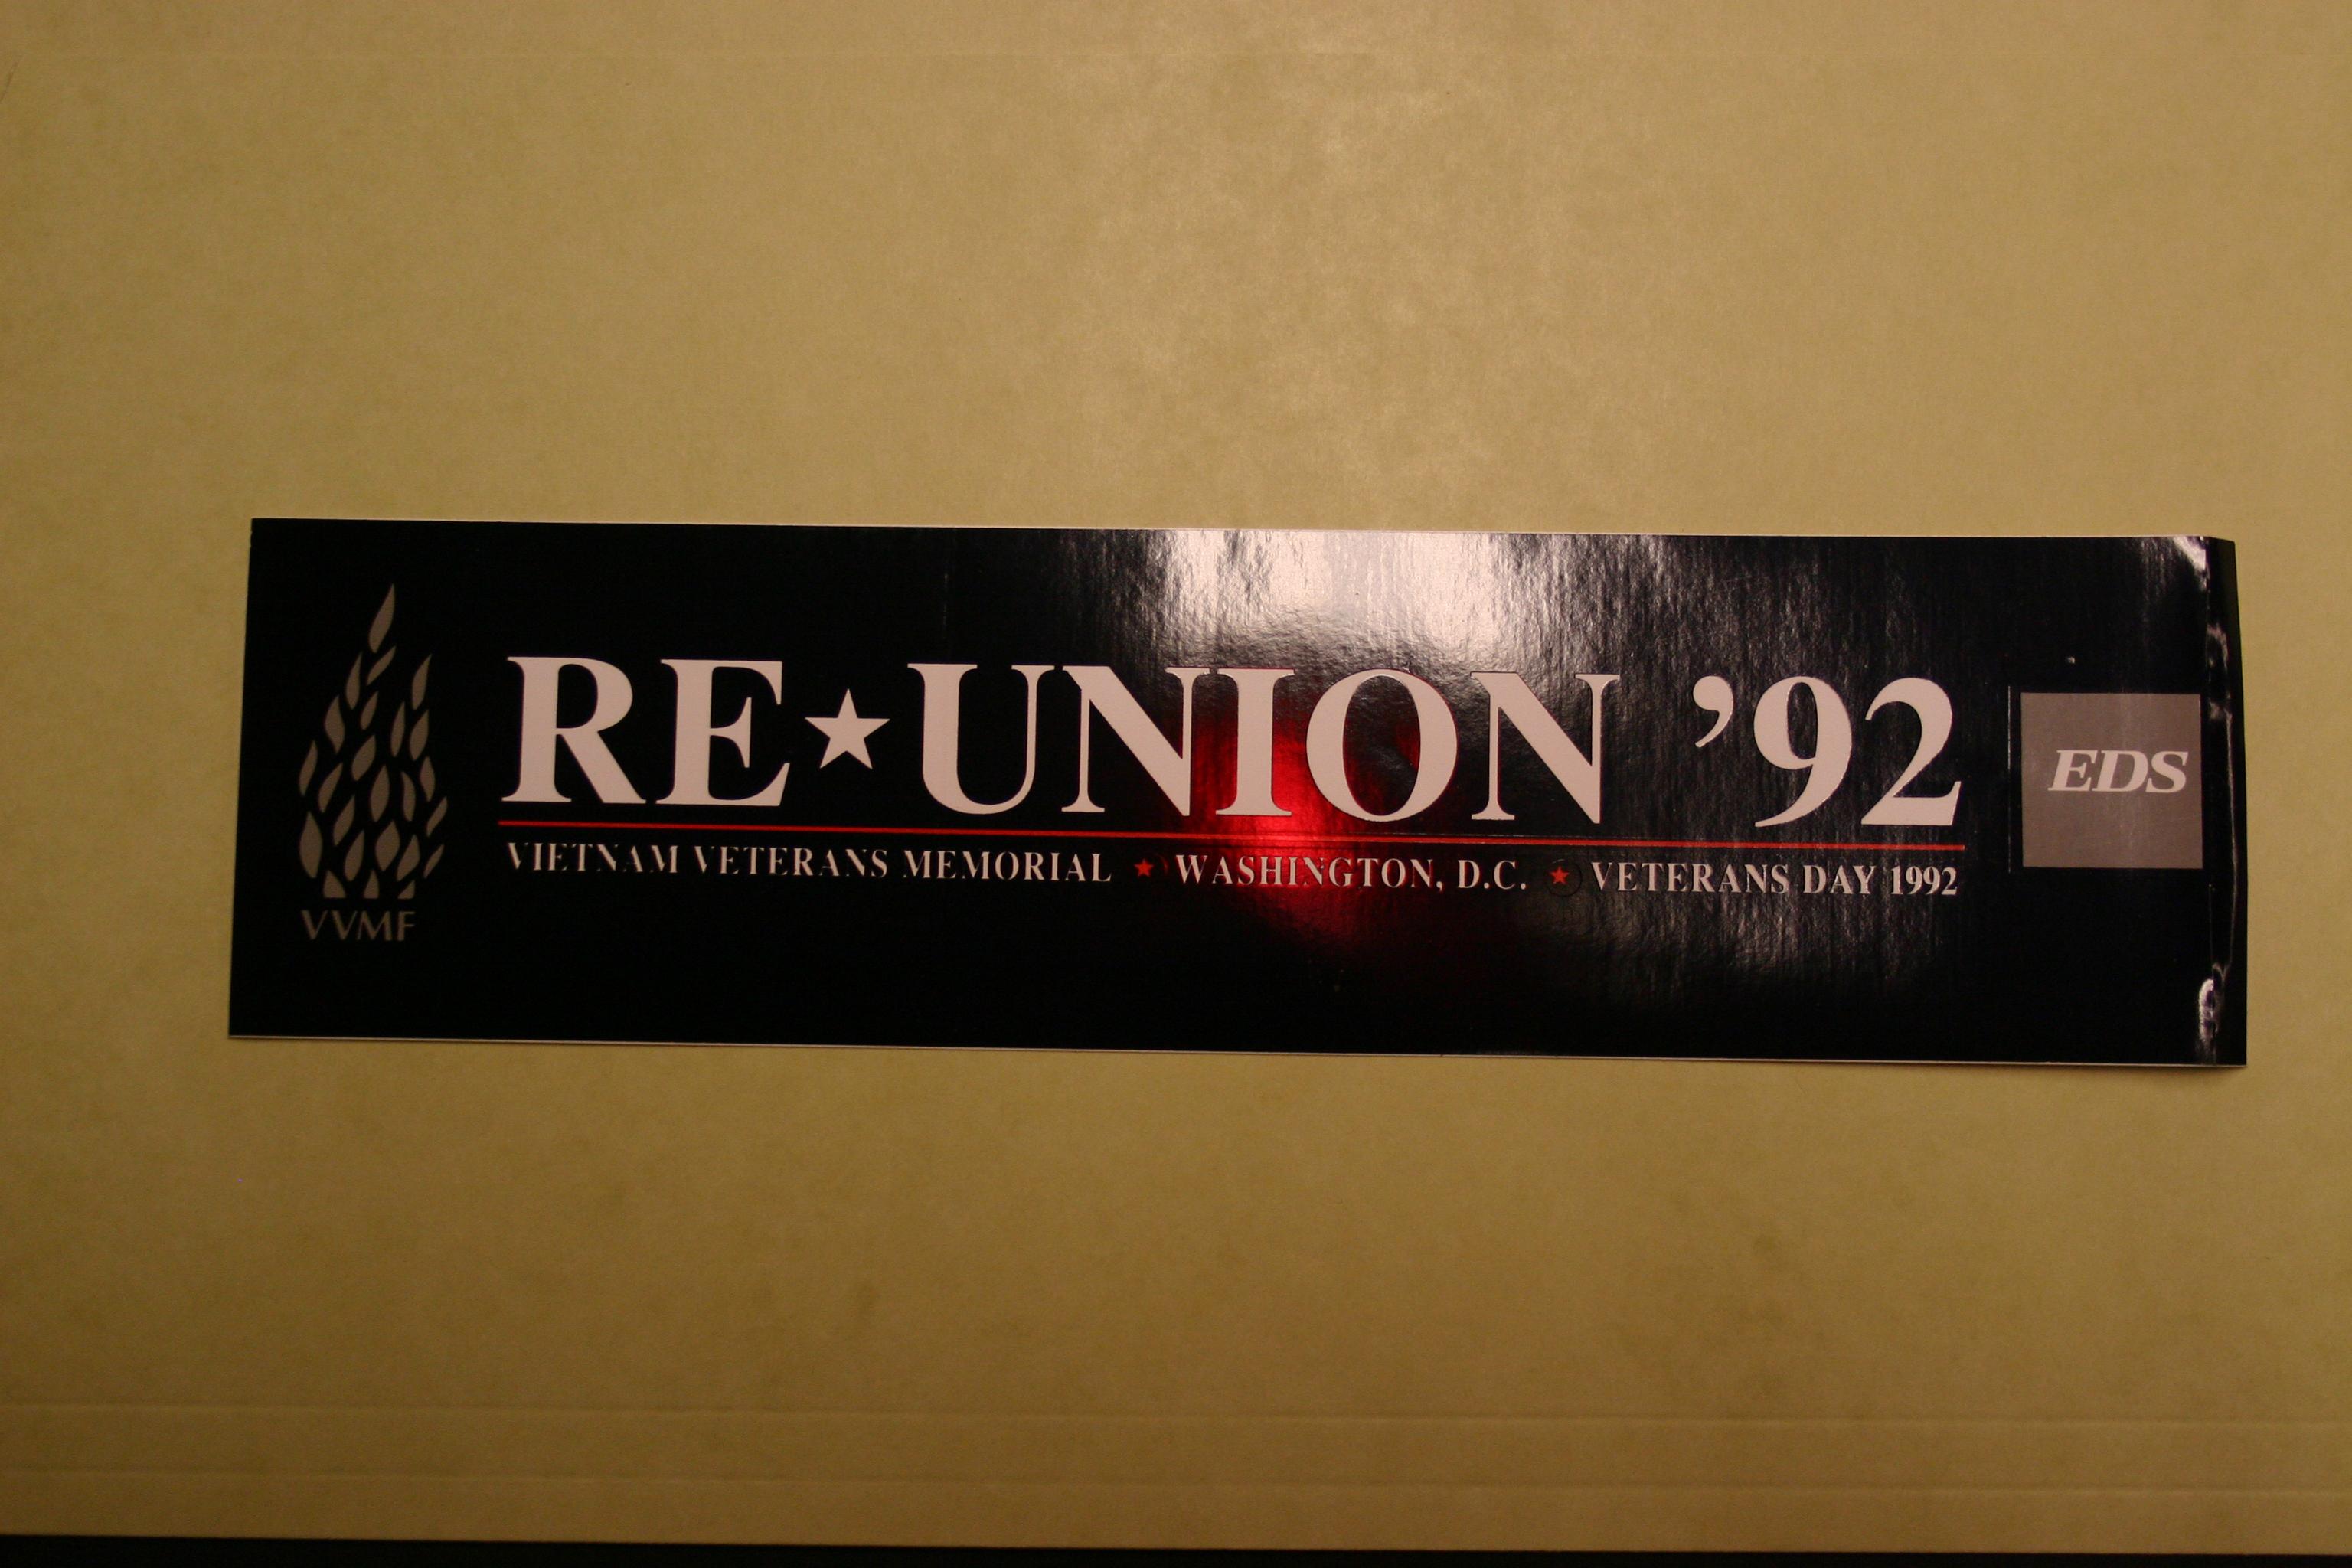 RE★UNION ’92
VIETNAM VETERANS MEMORIAL ★ WASHINGTON, D.C. ★ VETERANS DAY 1992
VVMF
EDS